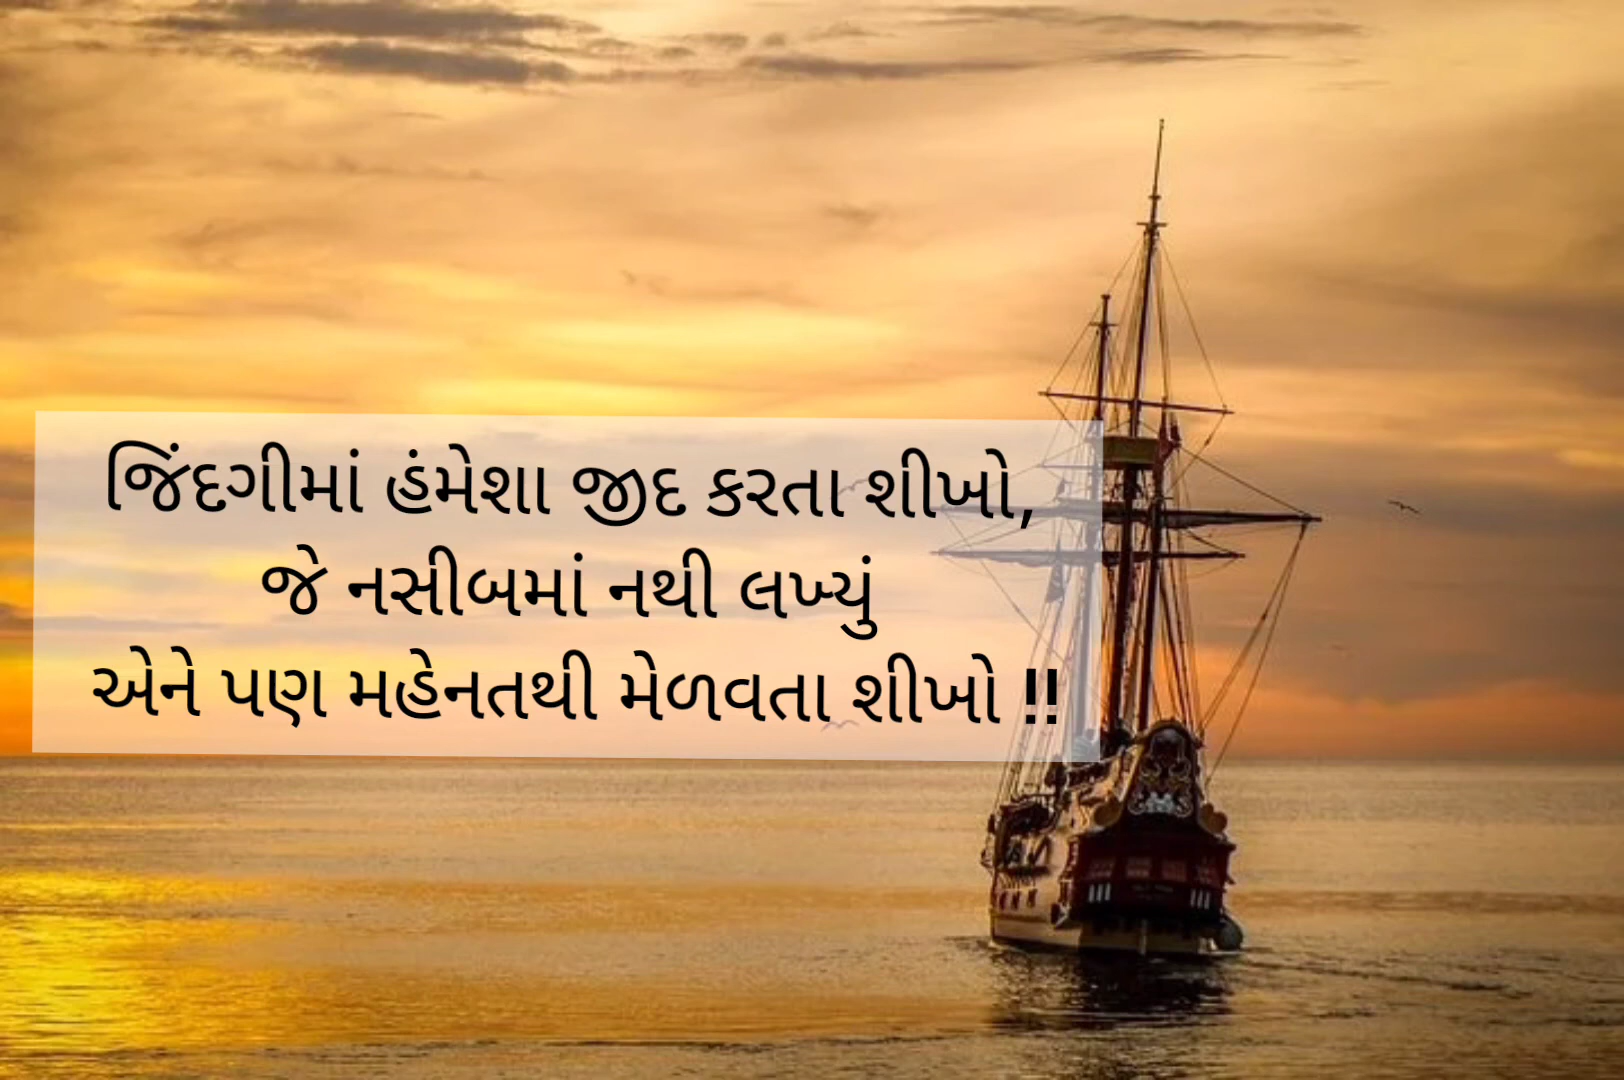 જિંદગીમાં હંમેશા જીદ કરતા શીખો,
જે નસીબમાં નથી લખ્યું
એને પણ મહેનતથી મેળવતા શીખો !!